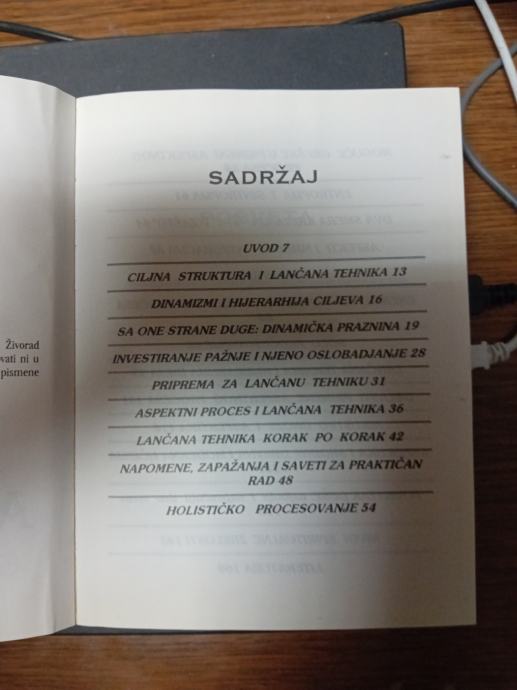 Živorad
vati ni u
pismene
SADRŽAJ
UVOD 7
CILJNA STRUKTURA I LANČANA TEHNIKA 13
DINAMIZMI I HIJERARHIJA CILJEVA 16
SA ONE STRANE DUGE: DINAMIČKA PRAZNINA 19
INVESTIRANJE PAŽNJE I NJENO OSLOBADJANJE 28
PRIPREMA ZA LANČANU TEHNIKU 31
ASPEKTNI PROCES I LANČANA TEHNIKA 36
LANČANA TEHNIKA KORAK PO KORAK 42
NAPOMENE, ZAPAŽANJA I SAVETI ZA PRAKTIČAN
RAD 48
HOLISTIČKO PROCESOVANJE 54